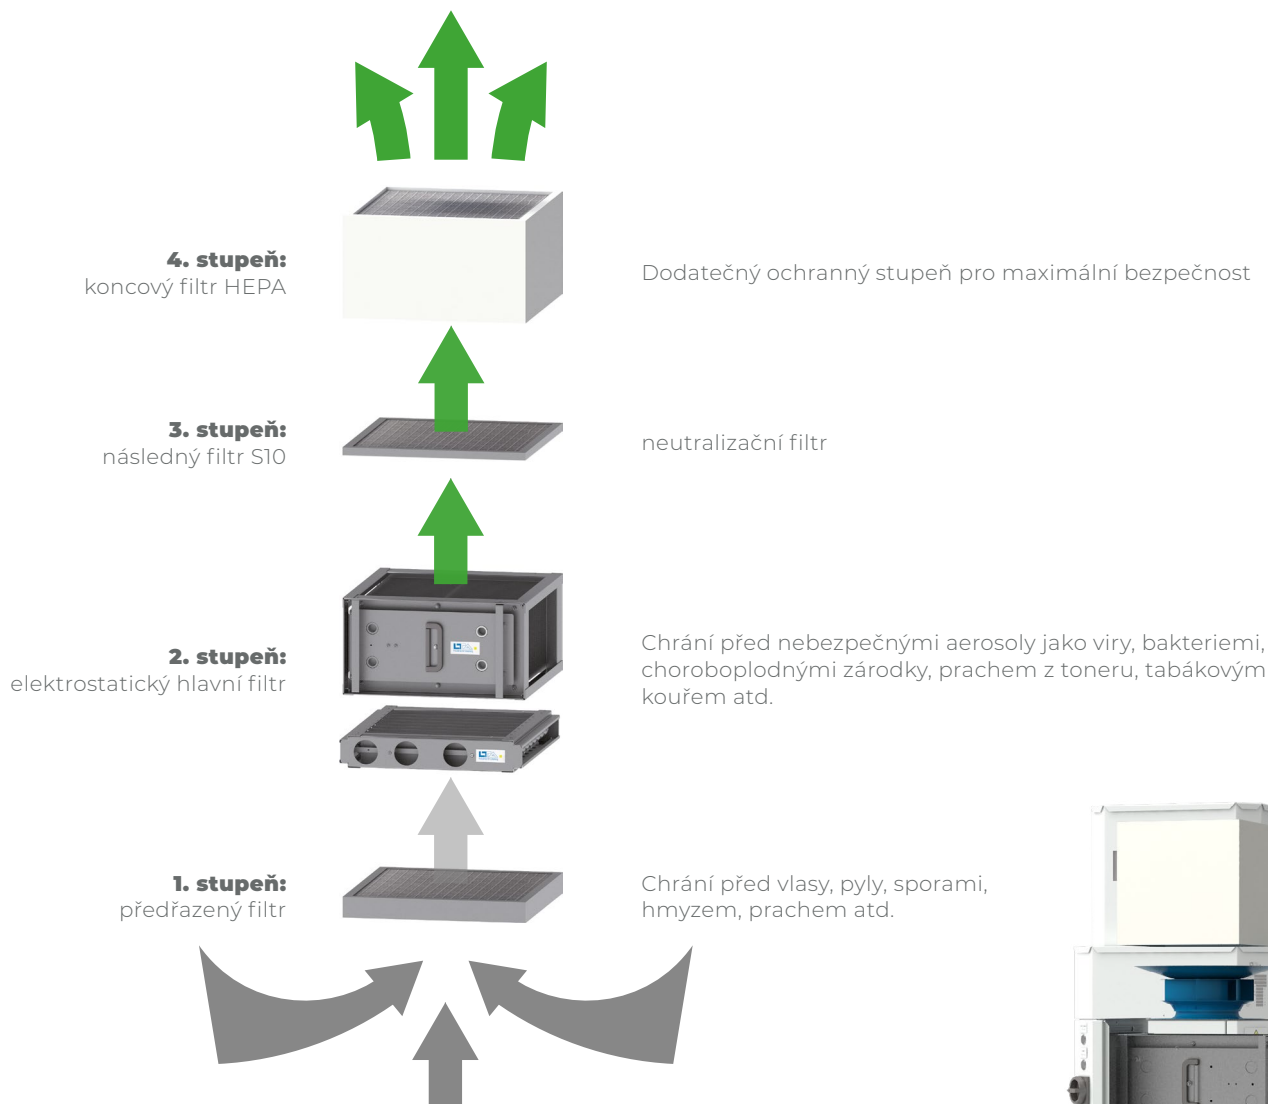 4. stupeň:
koncový filtr HEPA
Dodatečný ochranný stupeň pro maximální bezpečnost
3. stupeň:
následný filtr S10
neutralizační filtr
2. stupeň:
elektrostatický hlavní filtr
Chrání před nebezpečnými aerosoly jako viry, bakteriemi,
choroboplodnými zárodky, prachem z toneru, tabákovým
kouřem atd.
1. stupeň:
předřazený filtr
Chrání před vlasy, pyly, sporami,
hmyzem, prachem atd.